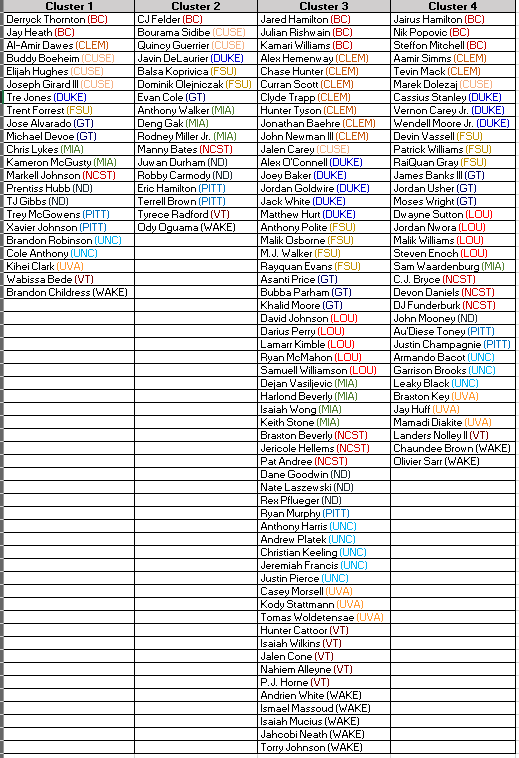 Cluster 1
Derryck Thornton (BC)
Jay Heath (BC)
Al-Amir Dawes (CLEM)
Buddy Boeheim (CUSE)
Elijah Hughes (CUSE)
Joseph Girard III (CUSE)
Tre Jones (DUKE)
Trent Forrest (FSU)
Jose Alvarado (GT)
Michael Devoe (GT)
Chris Lykes (MIA)
Kameron McGusty (MIA)
Markell Johnson (NCST)
Prentiss Hubb (ND)
TJ Gibbs (ND)
Trey McGowens (PITT)
Xavier Johnson (PITT)
Brandon Robinson (UNC)
Cole Anthony (UNC)
Kihei Clark (UVA)
Wabissa Bede (VT)
Brandon Childress (WAKE)
Cluster 2
CJ Felder (BC)
Bourama Sidibe (CUSE)
Quincy Guerrier (CUSE)
Javin DeLaurier (DUKE)
Balsa Koprivica (FSU)
Dominik Olejniczak (FSU)
Evan Cole (GT)
Anthony Walker (MIA)
Deng Gak (MIA)
Rodney Miller Jr. (MIA)
Manny Bates (NCST)
Juwan Durham (ND)
Robby Carmody (ND)
Eric Hamilton (PITT)
Terrell Brown (PITT)
Tyrece Radford (VT)
Ody Oguama (WAKE)
Cluster 3
Jared Hamilton (BC)
Julian Rishwain (BC)
Kamari Williams (BC)
Alex Hemenway (CLEM)
Chase Hunter (CLEM)
Curran Scott (CLEM)
Clyde Trapp (CLEM)
Hunter Tyson (CLEM)
Jonathan Baehre (CLEM)
John Newman III (CLEM)
Jalen Carey (CUSE)
Alex O'Connell (DUKE)
Joey Baker (DUKE)
Jordan Goldwire (DUKE)
Jack White (DUKE)
Matthew Hurt (DUKE)
Anthony Polite (FSU)
Malik Osborne (FSU)
M.J. Walker (FSU)
Rayquan Evans (FSU)
Asanti Price (GT)
Bubba Parham (GT)
Khalid Moore (GT)
David Johnson (LOU)
Darius Perry (LOU)
Lamarr Kimble (LOU)
Ryan McMahon (LOU)
Samuell Williamson (LOU)
Dejan Vasiljevic (MIA)
Harlond Beverly (MIA)
Isaiah Wong (MIA)
Keith Stone (MIA)
Braxton Beverly (NCST)
Jericole Hellems (NCST)
Pat Andree (NCST)
Dane Goodwin (ND)
Nate Laszewski (ND)
Rex Pflueger (ND)
Ryan Murphy (PITT)
Anthony Harris (UNC)
Andrew Platek (UNC)
Christian Keeling (UNC)
Jeremiah Francis (UNC)
Justin Pierce (UNC)
Casey Morsell (UVA)
Kody Stattmann (UVA)
Tomas Woldetensae (UVA)
Hunter Cattoor (VT)
Isaiah Wilkins (VT)
Jalen Cone (VT)
Nahiem Alleyne (VT)
P.J. Horne (VT)
Andrien White (WAKE)
Ismael Massoud (WAKE)
Isaiah Mucius (WAKE)
Jahcobi Neath (WAKE)
Torry Johnson (WAKE)
Cluster 4
Jairus Hamilton (BC)
Nik Popovic (BC)
Steffon Mitchell (BC)
Aamir Simms (CLEM)
Tevin Mack (CLEM)
Marek Dolezaj (CUSE)
Cassius Stanley (DUKE)
Vernon Carey Jr. (DUKE)
Wendell Moore Jr. (DUKE)
Devin Vassell (FSU)
Patrick Williams (FSU)
RaiQuan Gray (FSU)
James Banks III (GT)
Jordan Usher (GT)
Moses Wright (GT)
Dwayne Sutton (LOU)
Jordan Nwora (LOU)
Malik Williams (LOU)
Steven Enoch (LOU)
Sam Waardenburg (MIA)
C.J. Bryce (NCST)
Devon Daniels (NCST)
DJ Funderburk (NCST)
John Mooney (ND)
Au'Diese Toney (PITT)
Justin Champagnie (PITT)
Armando Bacot (UNC)
Garrison Brooks (UNC)
Leaky Black (UNC)
Braxton Key (UVA)
Jay Huff (UVA)
Mamadi Diakite (UVA)
Landers Nolley II (VT)
Chaundee Brown (WAKE)
Olivier Sarr (WAKE)